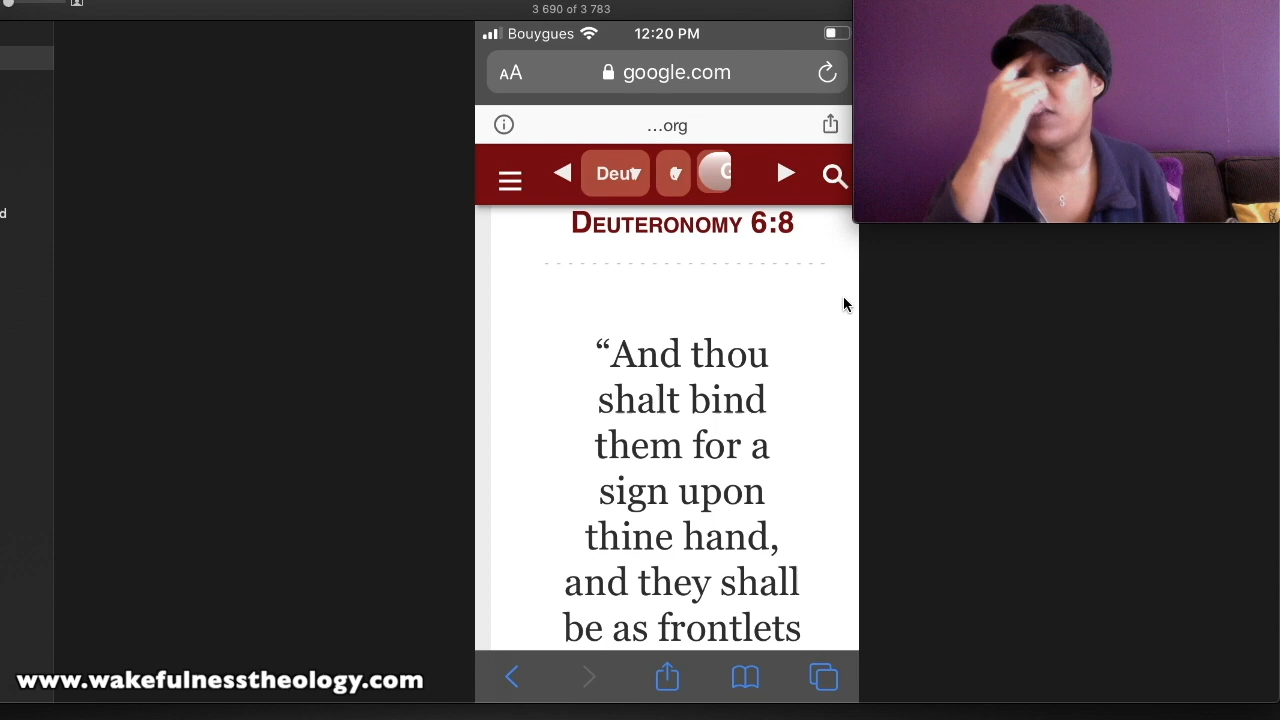 3 690 of 3 783
Bouygues
12:20 PM
AA
google.com
…org
Deu
6
G
d
DEUTERONOMY 6:8
“And thou
shalt bind
them for a
sign upon
thine hand,
and they shall
be as frontlets
www.wakefulnesstheology.com